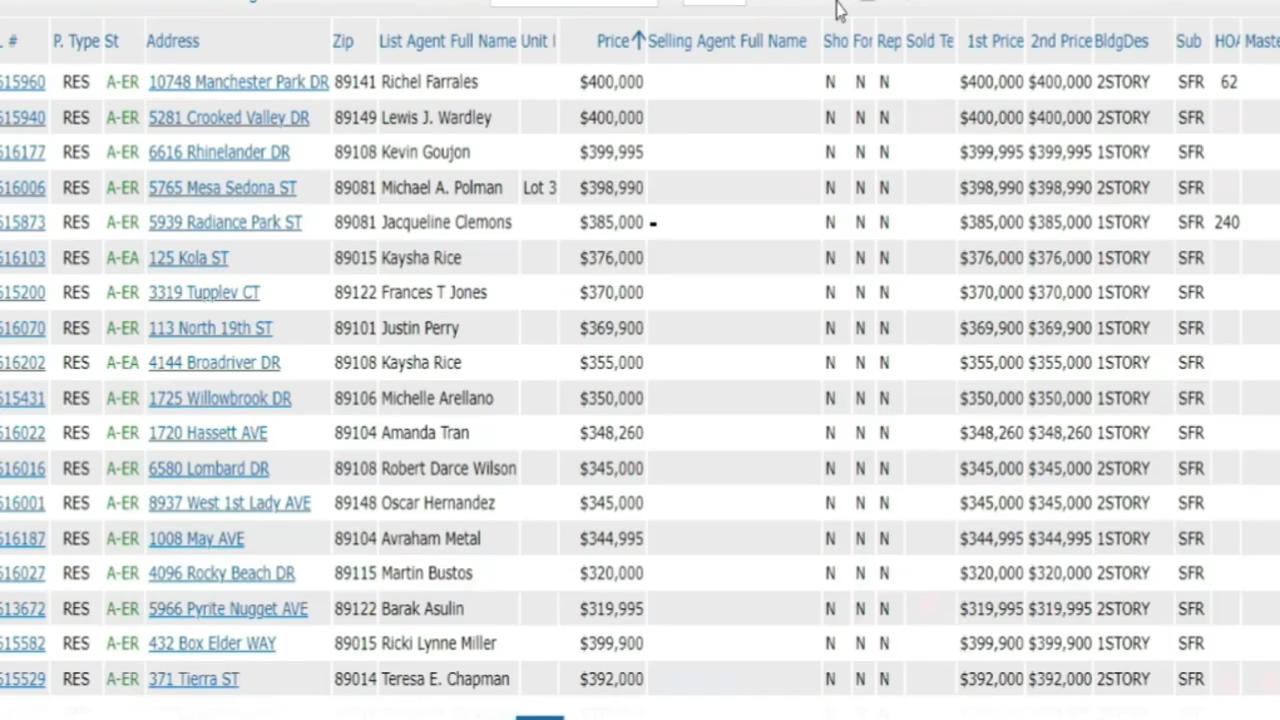 . # P. Type St Address Zip List Agent Full Name Unit Price Selling Agent Full Name Sho For Rep Sold Te 1st Price 2nd Price BldgDes Sub HOA Maste
615960 RES A-ER 10748 Manchester Park DR 89141 Richel Farrales $400,000 N N N $400,000 $400,000 2STORY SFR 62
615940 RES A-ER 5281 Crooked Valley DR 89149 Lewis J. Wardley $400,000 N N N $400,000 $400,000 2STORY SFR
616177 RES A-ER 6616 Rhinelander DR 89108 Kevin Goujon $399,995 N N N $399,995 $399,995 1STORY SFR
616006 RES A-ER 5765 Mesa Sedona ST 89081 Michael A. Polman Lot 3 $398,990 N N N $398,990 $398,990 2STORY SFR
615873 RES A-ER 5939 Radiance Park ST 89081 Jacqueline Clemons $385,000 - N N N $385,000 $385,000 1STORY SFR 240
616103 RES A-EA 125 Kola ST 89015 Kaysha Rice $376,000 N N N $376,000 $376,000 1STORY SFR
615200 RES A-ER 3319 CT 89122 Frances T Jones $370,000 N N N $370,000 $370,000 1STORY SFR
616070 RES A-ER 113 North 19th ST 89101 Justin Perry $369,900 N N N $369,900 $369,900 1STORY SFR
616202 RES A-EA 4144 Broadriver DR 89108 Kaysha Rice $355,000 N N N $355,000 $355,000 1STORY SFR
615431 RES A-ER 1725 Willowbrook DR 89106 Michelle Arellano $350,000 N N N $350,000 $350,000 1STORY SFR
616022 RES A-ER 1720 Hassett AVE 89104 Amanda Tran $348,260 N N N $348,260 $348,260 1STORY SFR
616016 RES A-ER 6580 Lombard DR 89108 Robert Darce Wilson $345,000 N N N $345,000 $345,000 2STORY SFR
616001 RES A-ER 8937 West 1st Lady AVE 89148 Oscar Hernandez $345,000 N N N $345,000 $345,000 2STORY SFR
616187 RES A-ER 1008 May AVE 89104 Avraham Metal $344,995 N N N $344,995 $344,995 1STORY SFR
616027 RES A-ER 4096 Rocky Beach DR 89115 Martin Bustos $320,000 N N N $320,000 $320,000 2STORY SFR
613672 RES A-ER 5966 Pyrite Nugget AVE 89122 Barak Asulin $319,995 N N N $319,995 $319,995 2STORY SFR
615582 RES A-ER 432 Box Elder WAY 89015 Ricki Lynne Miller $399,900 N N N $399,900 $399,900 1STORY SFR
615529 RES A-ER 371 Tierra ST 89014 Teresa E. Chapman $392,000 N N N $392,000 $392,000 2STORY SFR